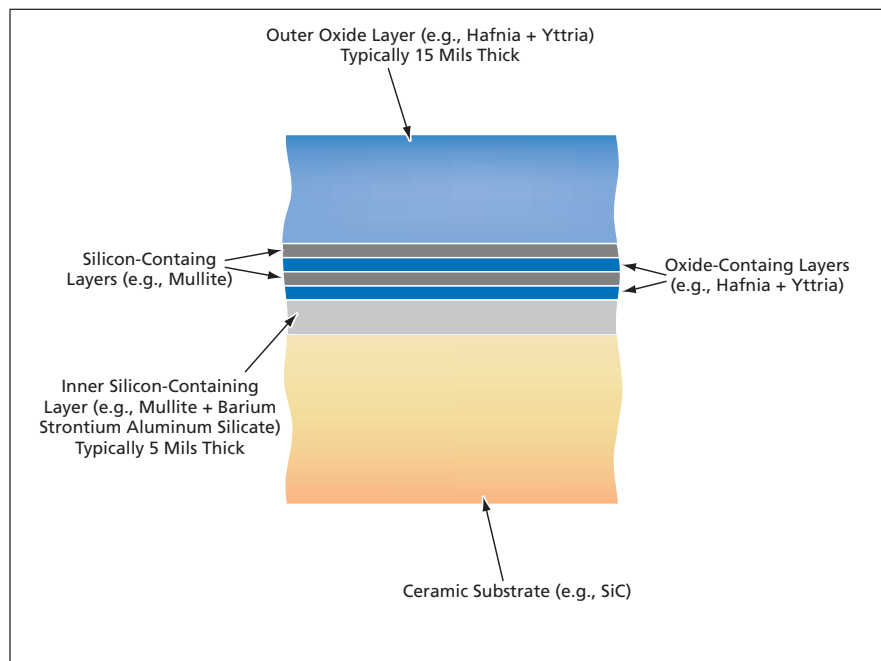 Outer Oxide Layer (e.g., Hafnia + Yttria)
Typically 15 Mils Thick
Silicon-Containg
Layers (e.g., Mullite)
Oxide-Containg Layers
(e.g., Hafnia + Yttria)
Inner Silicon-Containing
Layer (e.g., Mullite + Barium
Strontium Aluminum Silicate)
Typically 5 Mils Thick
Ceramic Substrate (e.g., SiC)